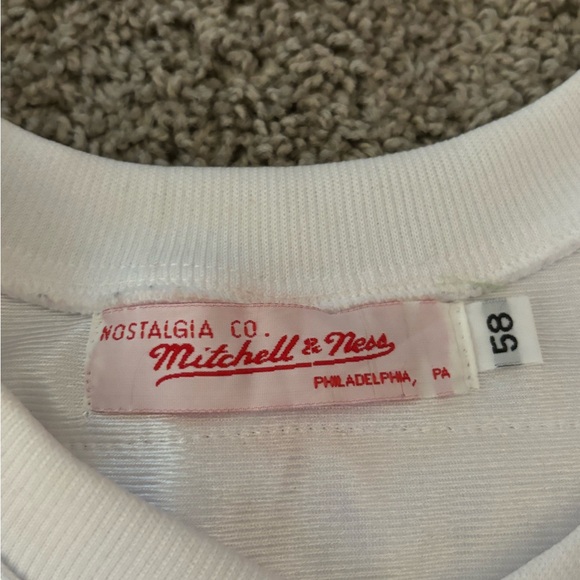 NOSTALGIA CO.
Mitchell & Ness
PHILADELPHIA, PA
58